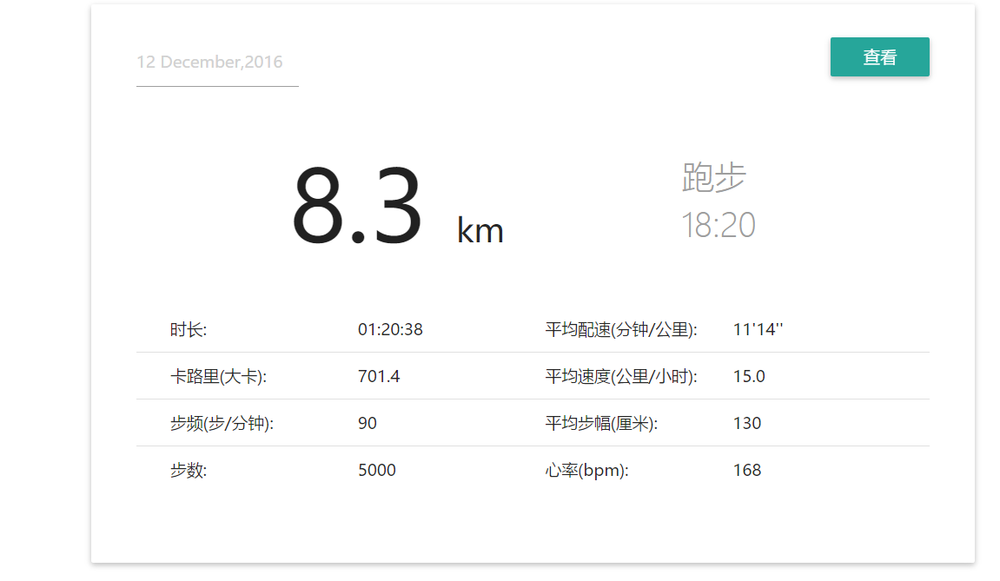 12 December,2016
查看
8.3 km
跑步
18:20
时长: 01:20:38 平均配速(分钟/公里): 11'14''
卡路里(大卡): 701.4 平均速度(公里/小时): 15.0
步频(步/分钟): 90 平均步幅(厘米): 130
步数: 5000 心率(bpm): 168